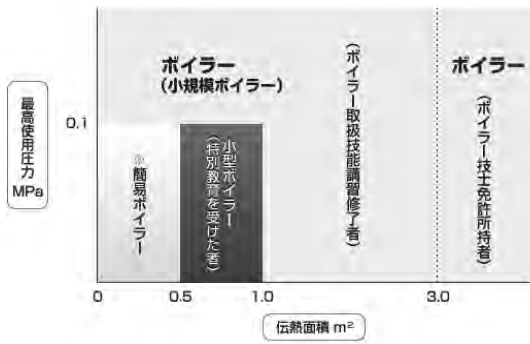 ボイラー
(小規模ボイラー)
(ボイラー取扱技能講習修了者)
ボイラー
(ボイラー技士免許所持者)
最高使用圧力
MPa
0.1
※簡易ボイラー
小型ボイラー
(特別教育を受けた者)
0
0.5
1.0
3.0
伝熱面積 m²